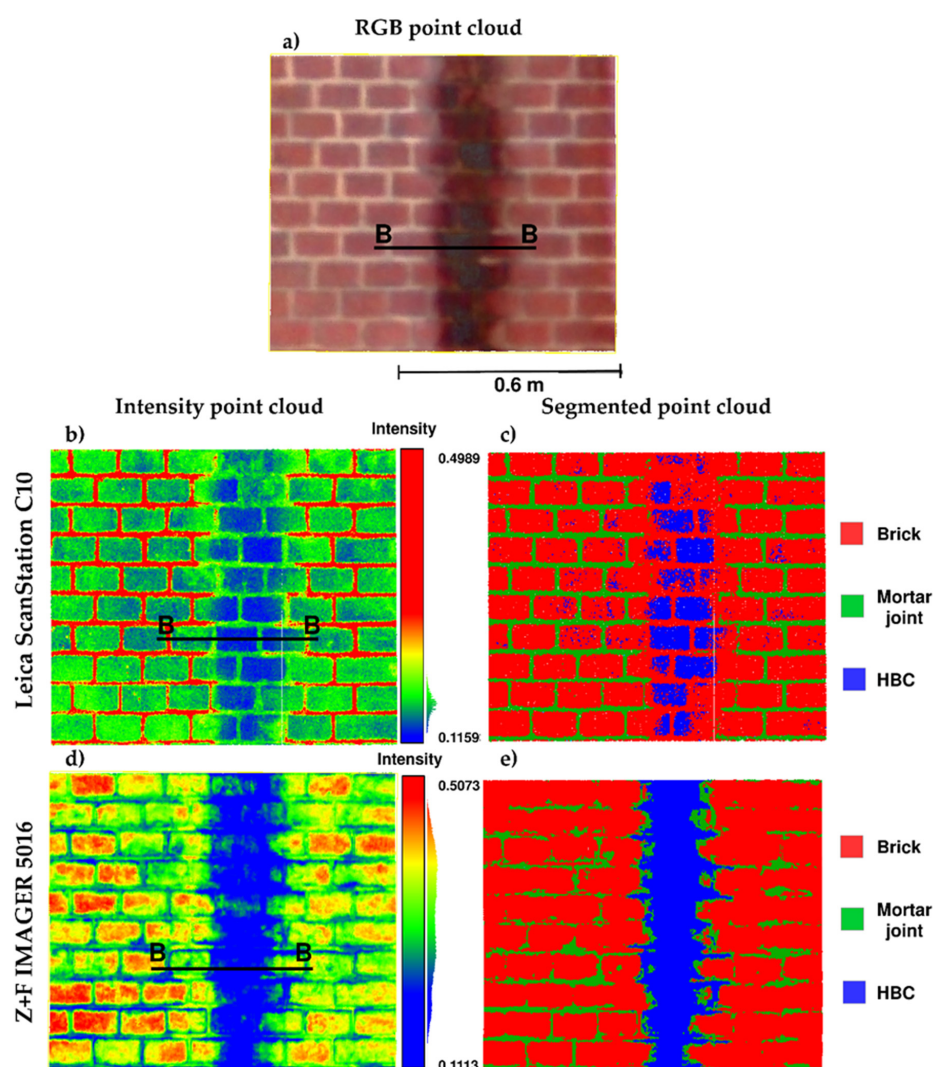 RGB point cloud
a)
B B
0.6 m
Intensity point cloud
Segmented point cloud
b)
Intensity
c)
Leica ScanStation C10
0.4989
B B
0.1159
Brick
Mortar
joint
HBC
d)
Intensity
e)
Z+F IMAGER 5016
0.5073
B B
0.1113
Brick
Mortar
joint
HBC